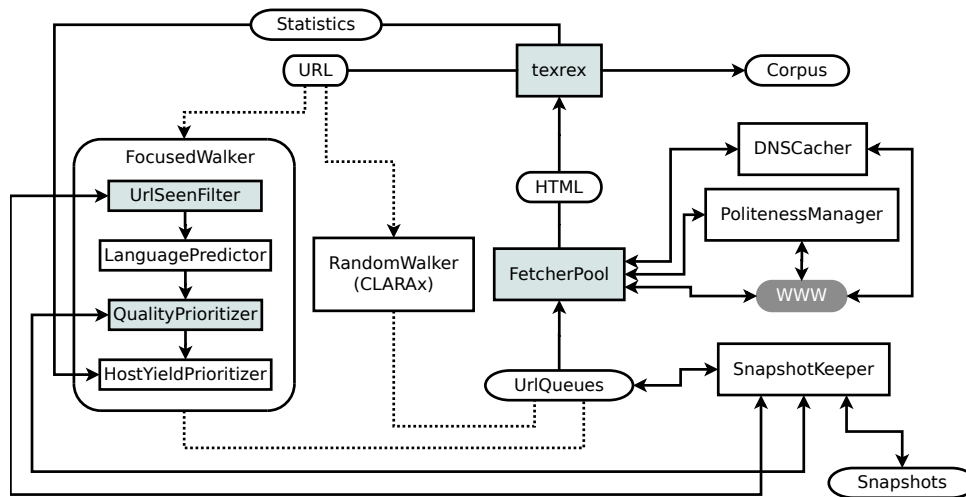 Statistics
URL
texrex
Corpus
FocusedWalker
DNSCacher
UrlSeenFilter
HTML
PolitenessManager
LanguagePredictor
RandomWalker
(CLARAx)
FetcherPool
WWW
QualityPrioritizer
HostYieldPrioritizer
UrlQueues
SnapshotKeeper
Snapshots